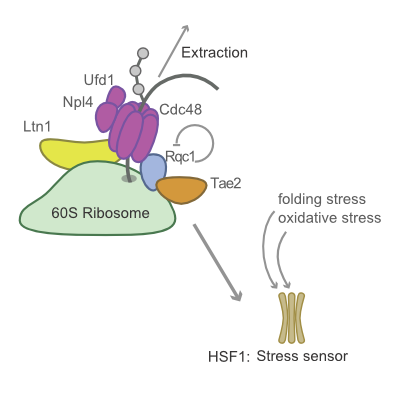 Extraction
Ufd1
Npl4
Cdc48
Ltn1
Rqc1
Tae2
60S Ribosome
folding stress
oxidative stress
HSF1: Stress sensor